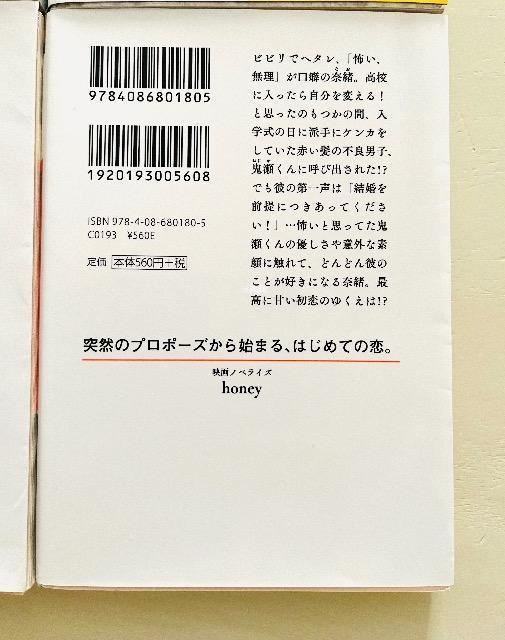 9784086801805
1920193005608
ISBN 978-4-08-680180-5
C0193 ¥560E
定価 本体560円+税
ビビリでヘタレ、「怖い、
無理」が口癖の奈緒。高校
に入ったら自分を変える!
と思ったのもつかの間、入
学式の日に派手にケンカを
していた赤い髪の不良男子、
鬼瀬くんに呼び出された!?
でも彼の第一声は「結婚を
前提につきあってくださ
い!」…怖いと思ってた鬼
瀬くんの優しさや意外な素
顔に触れて、どんどん彼の
ことが好きになる奈緒。最
高に甘い初恋のゆくえは!?
突然のプロポーズから始まる、はじめての恋。
映画ノベライズ
honey